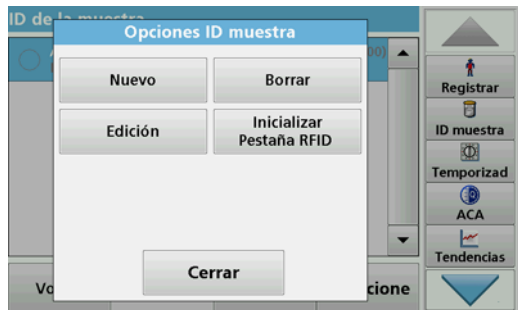 ID de la muestra
Opciones ID muestra
00)
Nuevo
Borrar
Edición
Inicializar
Pestaña RFID
Cerrar
Vo
cione
Registrar
ID muestra
Temporizad
ACA
Tendencias